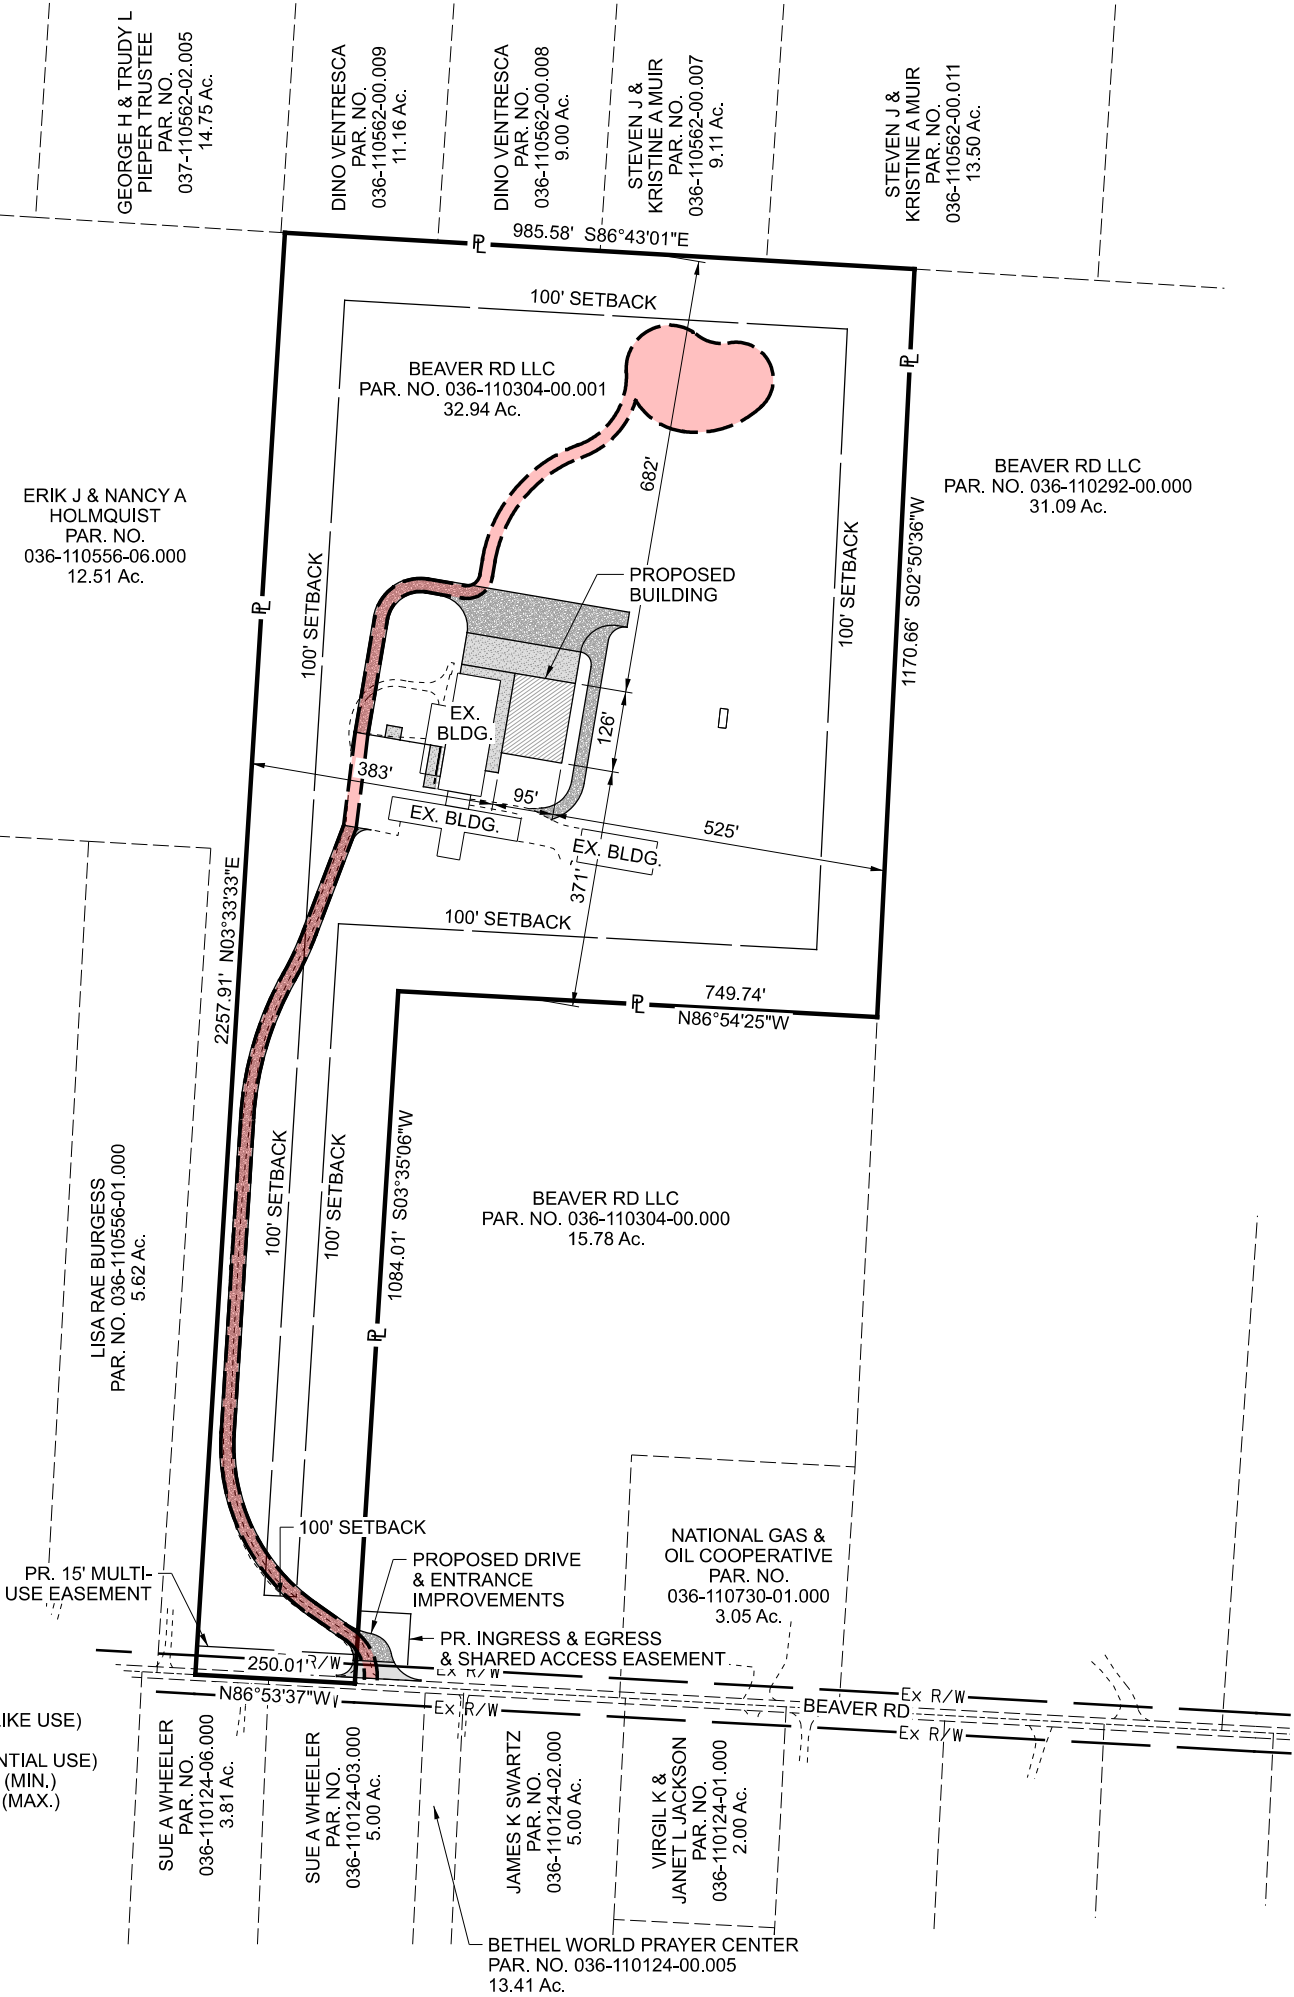 GEORGE H & TRUDY L
PIEPER TRUSTEE
PAR. NO.
037-110562-02.005
14.75 Ac.
DINO VENTRESCA
PAR. NO.
036-110562-00.009
11.16 Ac.
DINO VENTRESCA
PAR. NO.
036-110562-00.008
9.00 Ac.
STEVEN J &
KRISTINE A MUIR
PAR. NO.
036-110562-00.007
9.11 Ac.
STEVEN J &
KRISTINE A MUIR
PAR. NO.
036-110562-00.011
13.50 Ac.
985.58' S86°43'01"E
PL
100' SETBACK
BEAVER RD LLC
PAR. NO. 036-110304-00.001
32.94 Ac.
PL
682'
ERIK J & NANCY A
HOLMQUIST
PAR. NO.
036-110556-06.000
12.51 Ac.
BEAVER RD LLC
PAR. NO. 036-110292-00.000
31.09 Ac.
1170.66' S02°50'36"W
100' SETBACK
100' SETBACK
PL
PROPOSED
BUILDING
EX.
BLDG.
126'
383'
95'
525'
EX. BLDG.
EX. BLDG.
371'
100' SETBACK
2257.91' N03°33'33"E
749.74'
PL
N86°54'25"W
1084.01' S03°35'06"W
PL
100' SETBACK
100' SETBACK
LISA RAE BURGESS
PAR. NO. 036-110556-01.000
5.62 Ac.
BEAVER RD LLC
PAR. NO. 036-110304-00.000
15.78 Ac.
100' SETBACK
PR. 15' MULTI-
USE EASEMENT
PROPOSED DRIVE
& ENTRANCE
IMPROVEMENTS
NATIONAL GAS &
OIL COOPERATIVE
PAR. NO.
036-110730-01.000
3.05 Ac.
PR. INGRESS & EGRESS
& SHARED ACCESS EASEMENT
250.01' R/W
Ex R/W
N86°53'37"W
Ex R/W
Ex R/W
BEAVER RD
Ex R/W
IKE USE)
NTIAL USE)
(MIN.)
(MAX.)
SUE A WHEELER
PAR. NO.
036-110124-06.000
3.81 Ac.
SUE A WHEELER
PAR. NO.
036-110124-03.000
5.00 Ac.
JAMES K SWARTZ
PAR. NO.
036-110124-02.000
5.00 Ac.
VIRGIL K &
JANET L JACKSON
PAR. NO.
036-110124-01.000
2.00 Ac.
BETHEL WORLD PRAYER CENTER
PAR. NO. 036-110124-00.005
13.41 Ac.